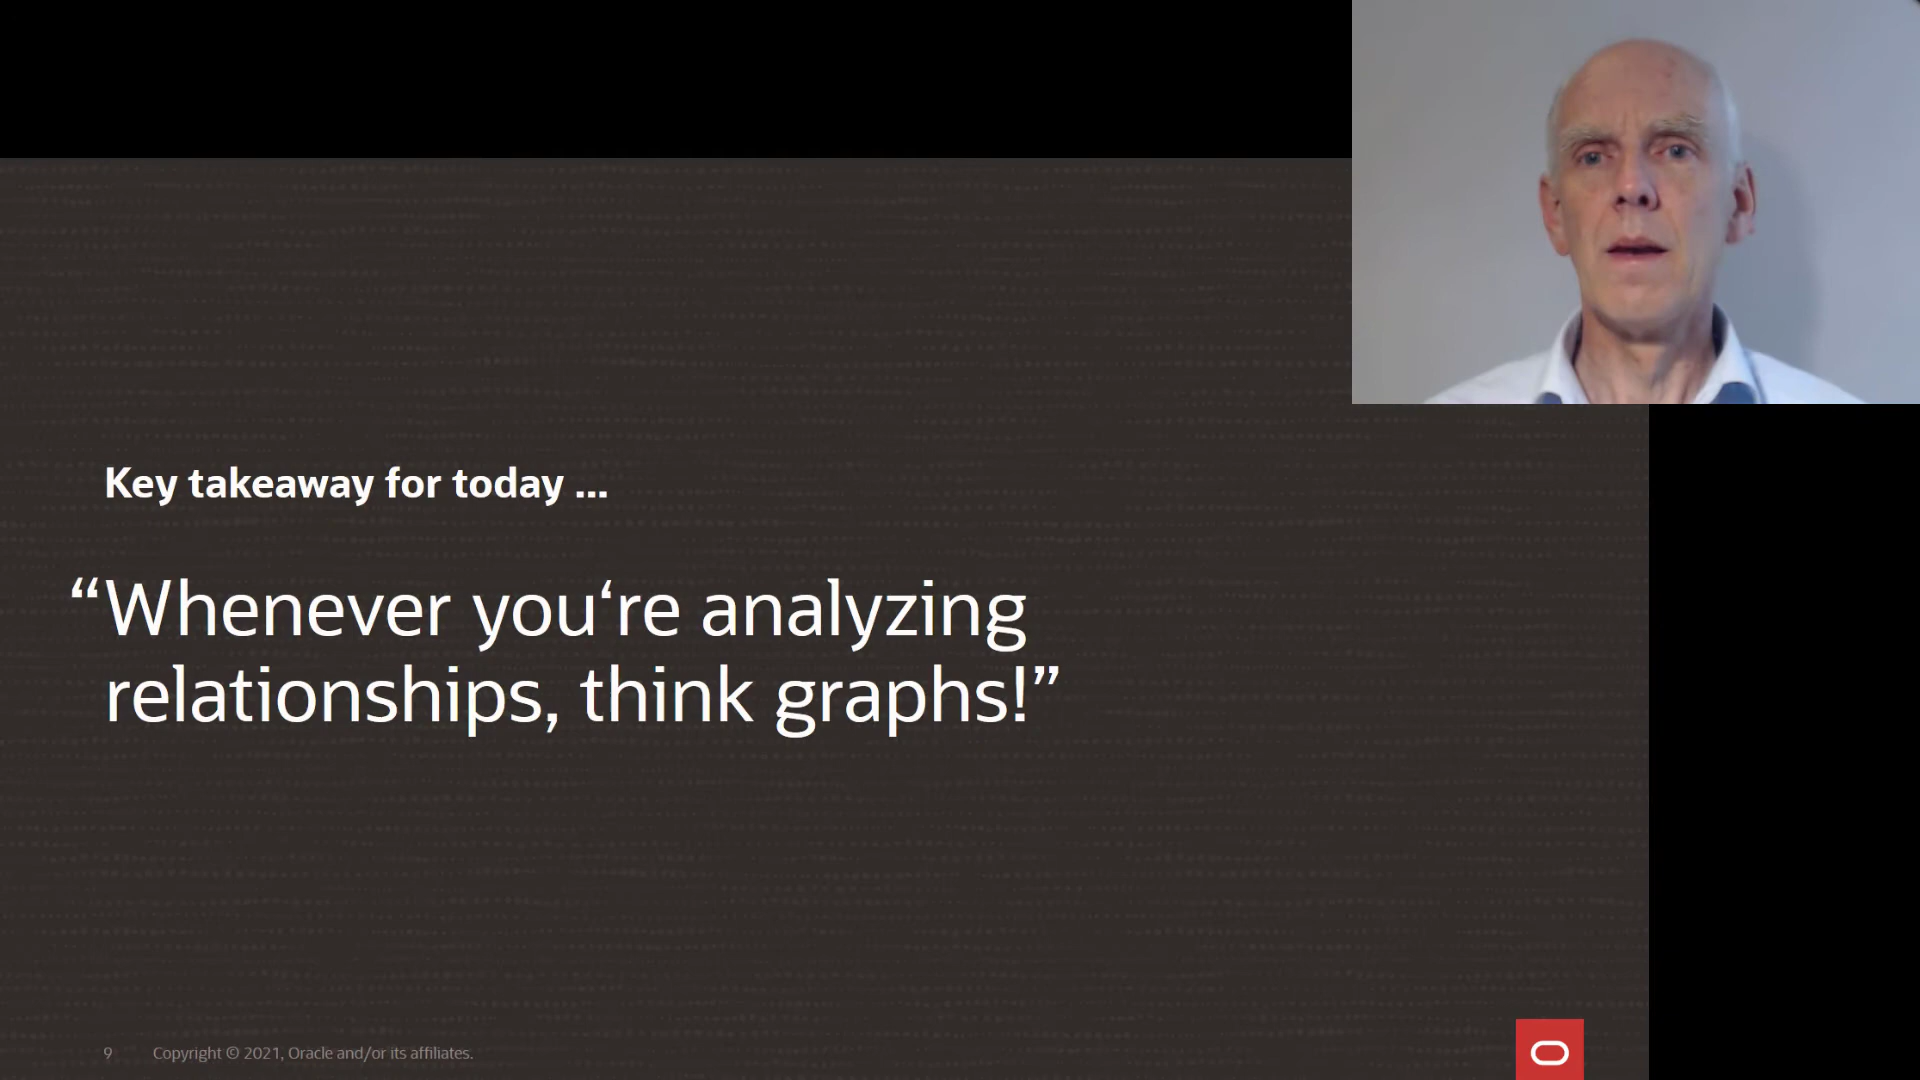 Key takeaway for today ...
“Whenever you‘re analyzing
relationships, think graphs!”
9 Copyright © 2021, Oracle and/or its affiliates.